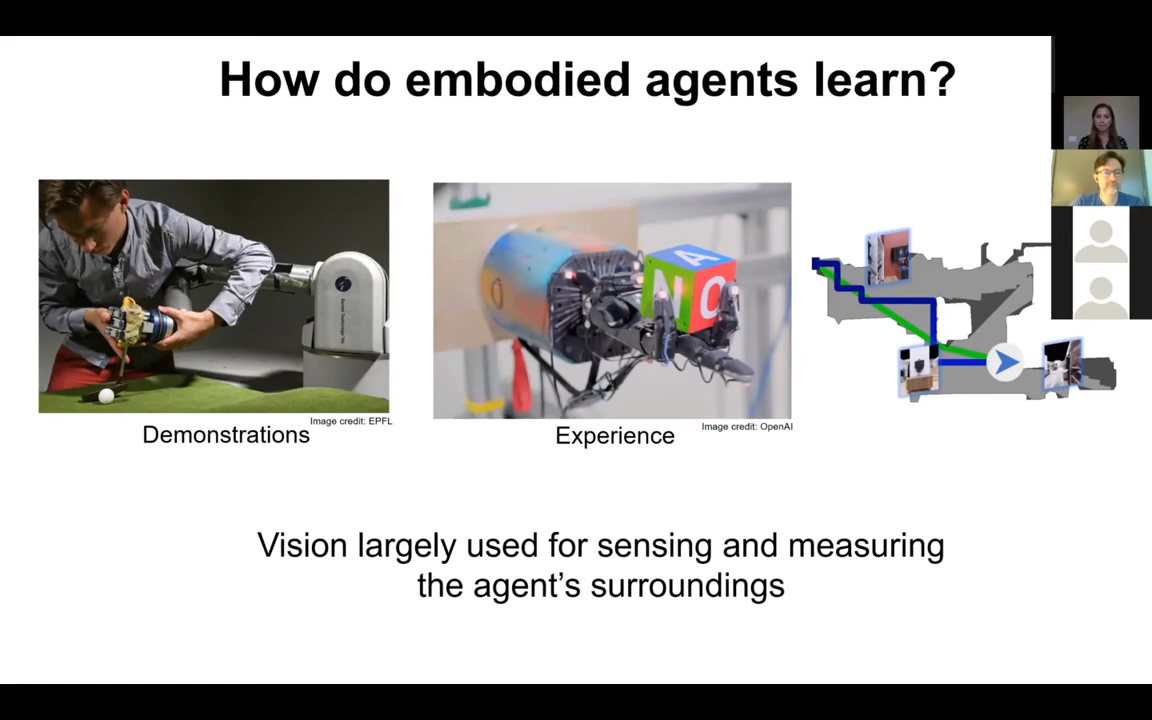 How do embodied agents learn?
N
A
O
Image credit: EPFL
Demonstrations
Image credit: OpenAI
Experience
Vision largely used for sensing and measuring
the agent's surroundings